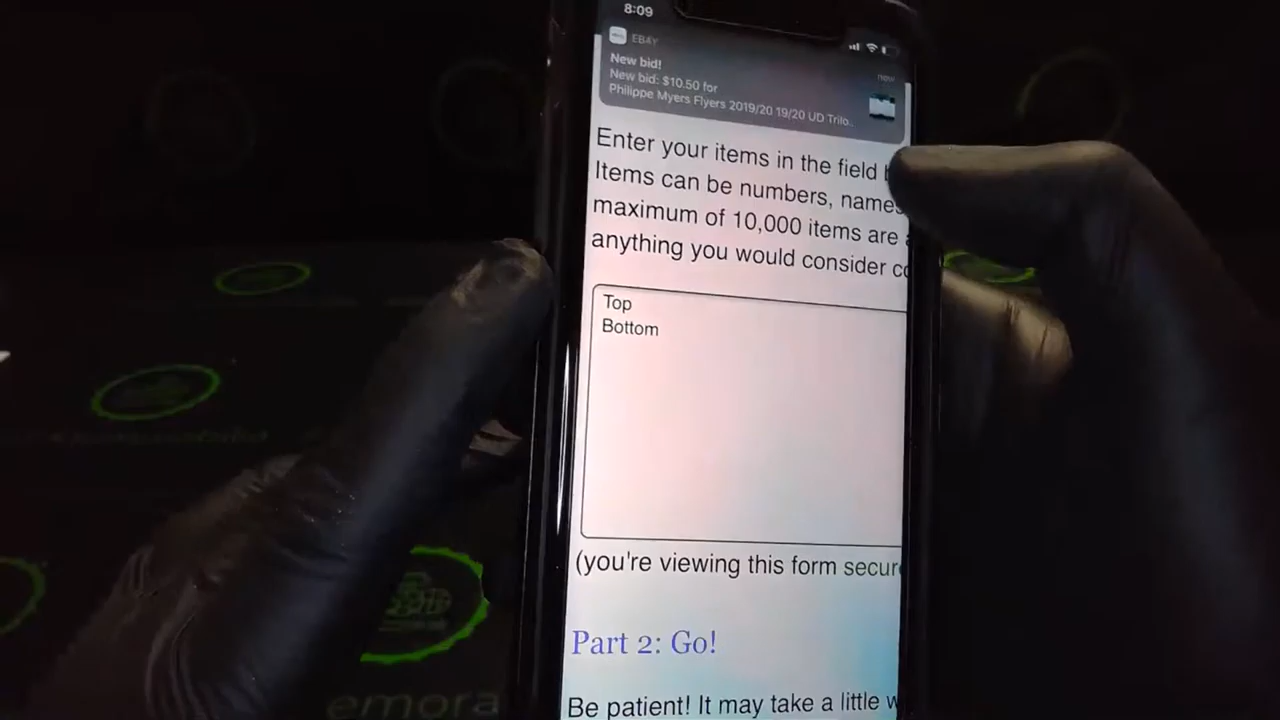 8:09
EBAY
now
New bid!
New bid: $10.50 for
Philippe Myers Flyers 2019/20 19/20 UD Trilo..
Enter your items in the field
Items can be numbers, names
maximum of 10,000 items are
anything you would consider
Top
Bottom
(you're viewing this form
Part 2: Go!
Be patient! It may take a little
emora